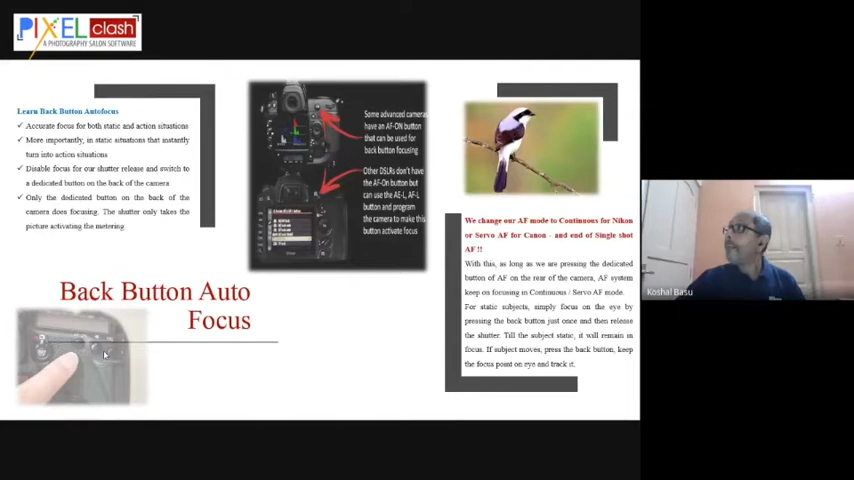 PIXEL clash
A PHOTOGRAPHY SALON SOFTWARE
Learn Back Button Autofocus
✓ Accurate focus for both static and action situations
✓ More importantly, in static situations that instantly
turn into action situations
✓ Disable focus for our shutter release and switch to
a dedicated button on the back of the camera
✓ Only the dedicated button on the back of the
camera does focusing. The shutter only takes the
picture activating the metering.
Back Button Auto
Focus
Some advanced cameras
have an AF-ON button
that can be used for
back button focusing
Other DSLRs don't have
the AF-On button but
can use the AE-L, AF-L
button and program
the camera to make this
button activate focus
We change our AF mode to Continuous for Nikon
or Servo AF for Canon - and end of Single shot
AF !!
With this, as long as we are pressing the dedicated
button of AF on the rear of the camera, AF system
keep on focusing in Continuous / Servo AF mode.
For static subjects, simply focus on the eye by
pressing the back button just once and then release
the shutter. Till the subject static, it will remain in
focus. If subject moves, press the back button, keep
the focus point on eye and track it.
Koshal Basu